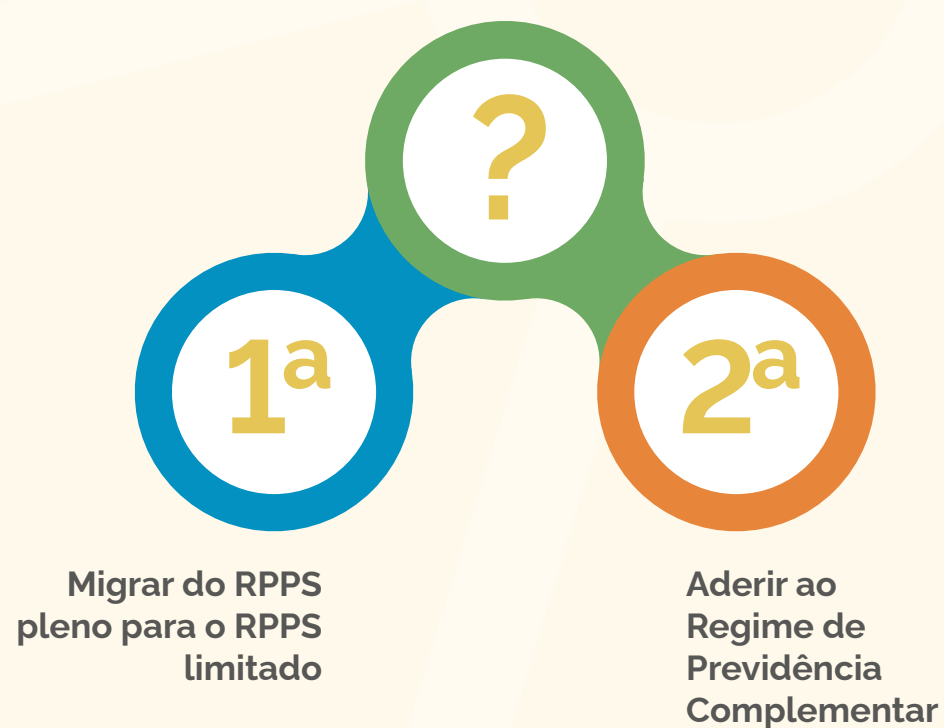 ?
1ª
Migrar do RPPS
pleno para o RPPS
limitado
2ª
Aderir ao
Regime de
Previdência
Complementar